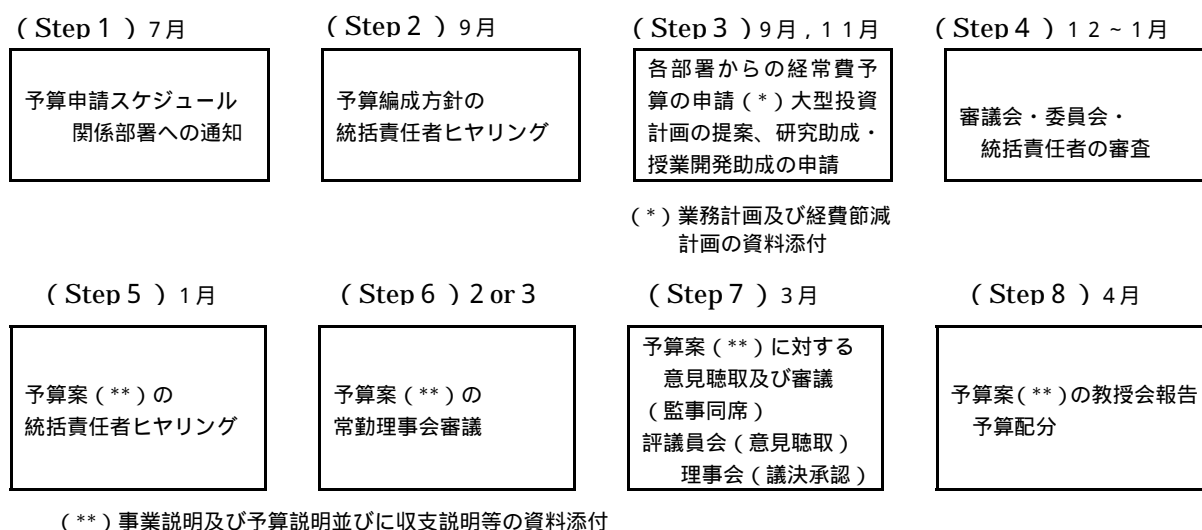 (Step 1) 7月
予算申請スケジュール
関係部署への通知
(Step 2) 9月
予算編成方針の
統括責任者ヒヤリング
(Step 3) 9月,11月
各部署からの経常費予
算の申請(*)大型投資
計画の提案、研究助成・
授業開発助成の申請
(*)業務計画及び経費節減
計画の資料添付
(Step 4) 12~1月
審議会・委員会・
統括責任者の審査
(Step 5) 1月
予算案(**)の
統括責任者ヒヤリング
(Step 6) 2 or 3
予算案(**)の
常勤理事会審議
(Step 7) 3月
予算案(**)に対する
意見聴取及び審議
(監事同席)
評議員会(意見聴取)
理事会(議決承認)
(Step 8) 4月
予算案(**)の教授会報告
予算配分
(**)事業説明及び予算説明並びに収支説明等の資料添付